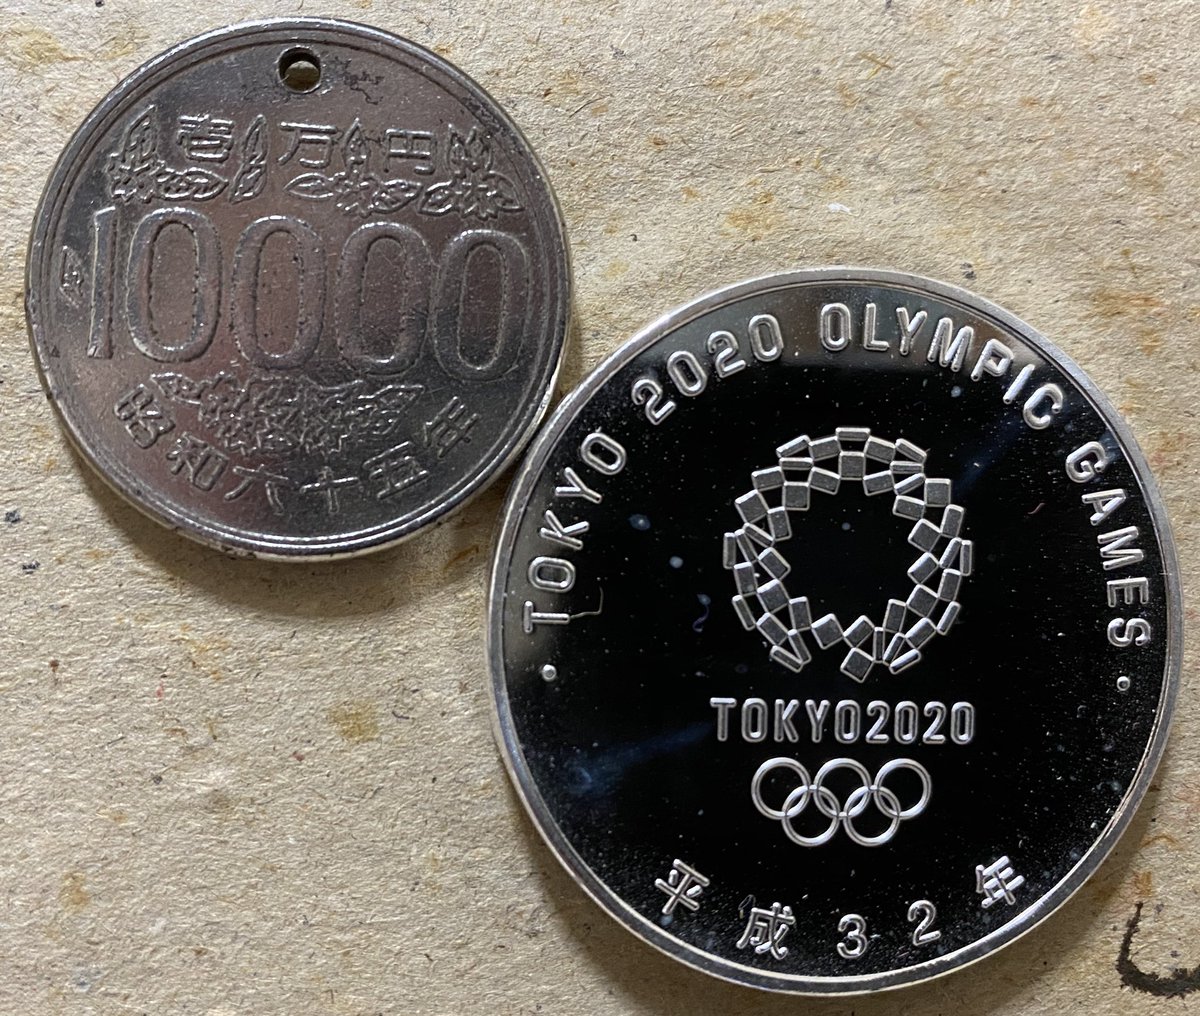 壱万円
10000
昭和六十五年
・TOKYO 2020 OLYMPIC GAMES・
TOKYO2020
平成32年